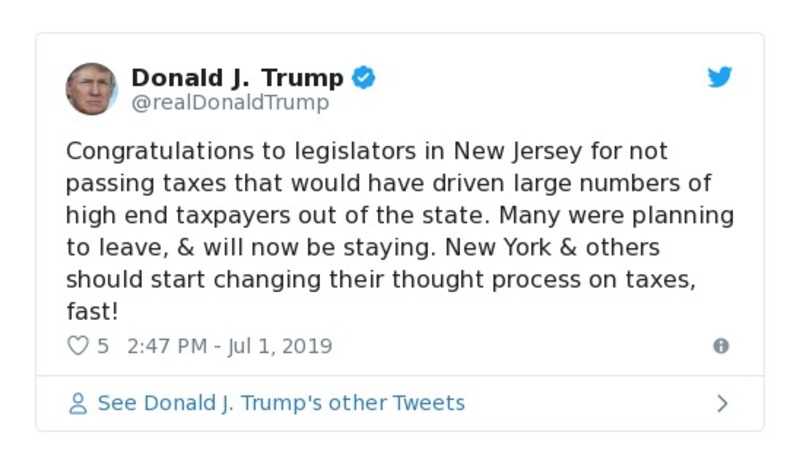 Donald J. Trump
@realDonaldTrump
Congratulations to legislators in New Jersey for not
passing taxes that would have driven large numbers of
high end taxpayers out of the state. Many were planning
to leave, & will now be staying. New York & others
should start changing their thought process on taxes,
fast!
5 2:47 PM - Jul 1, 2019
See Donald J. Trump's other Tweets